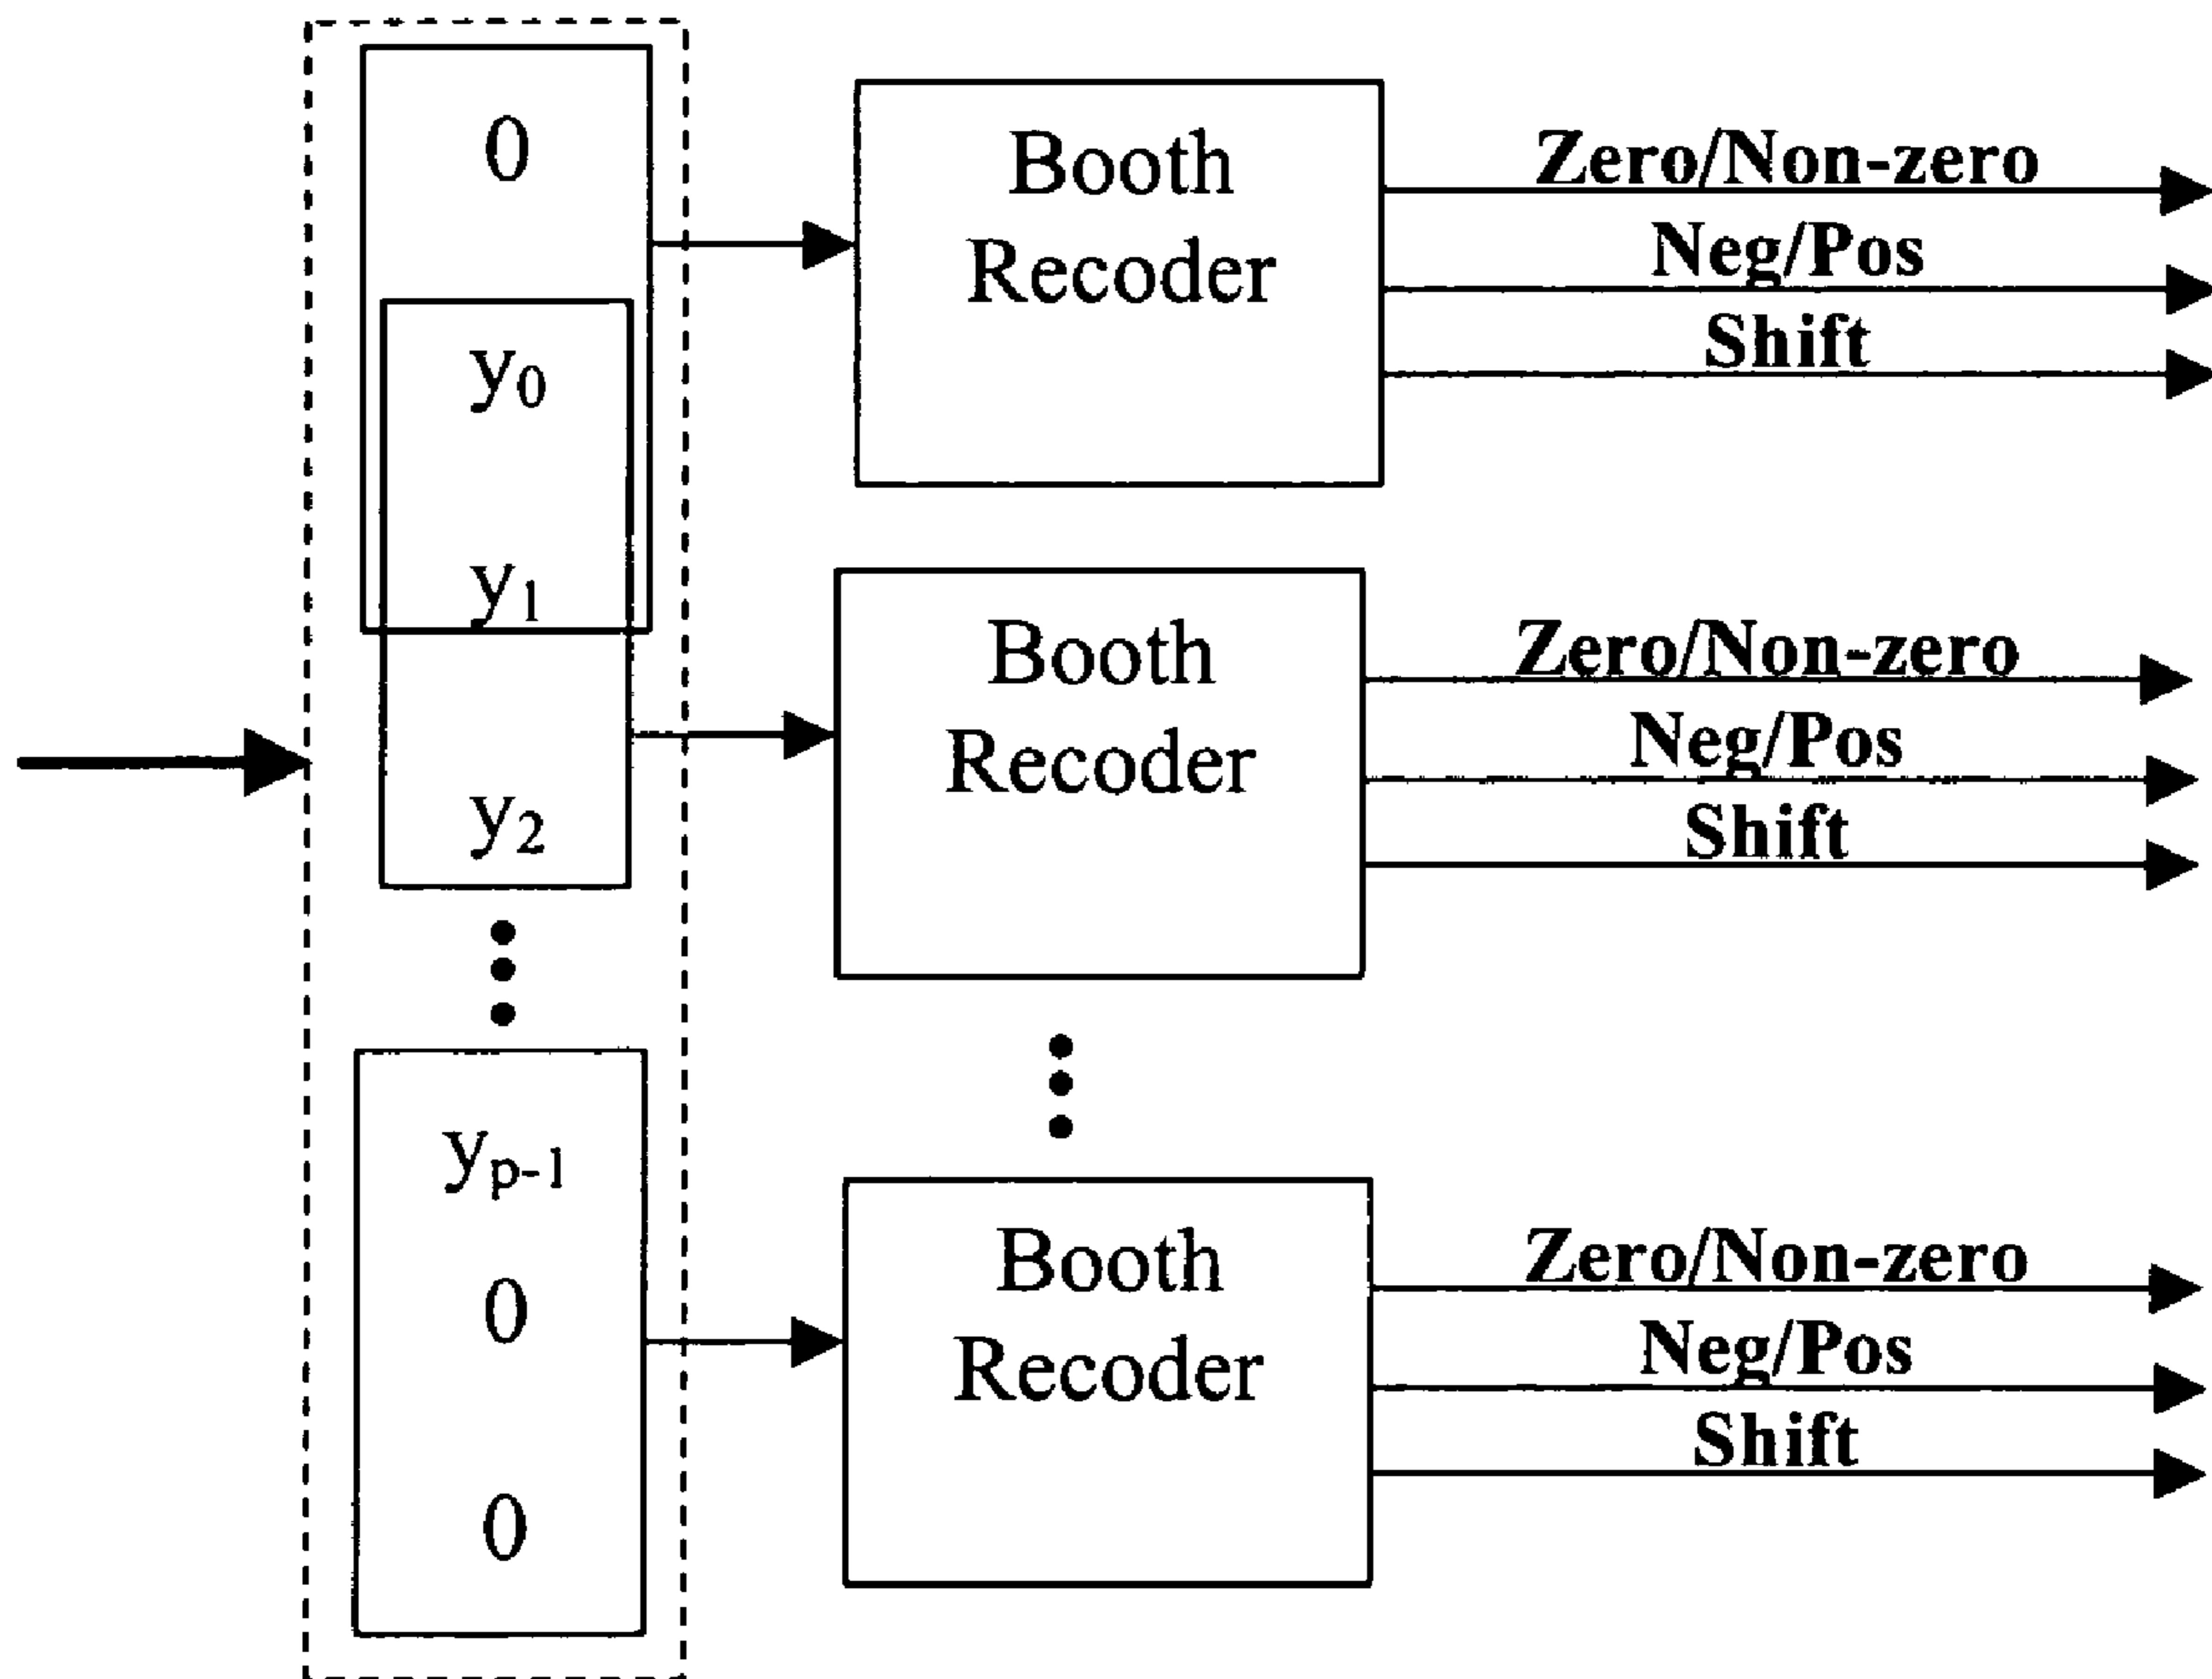 0
y₀
y₁
y₂
yₚ₋₁
0
0
Booth
Recoder
Zero/Non-zero
Neg/Pos
Shift
Booth
Recoder
Zero/Non-zero
Neg/Pos
Shift
Booth
Recoder
Zero/Non-zero
Neg/Pos
Shift